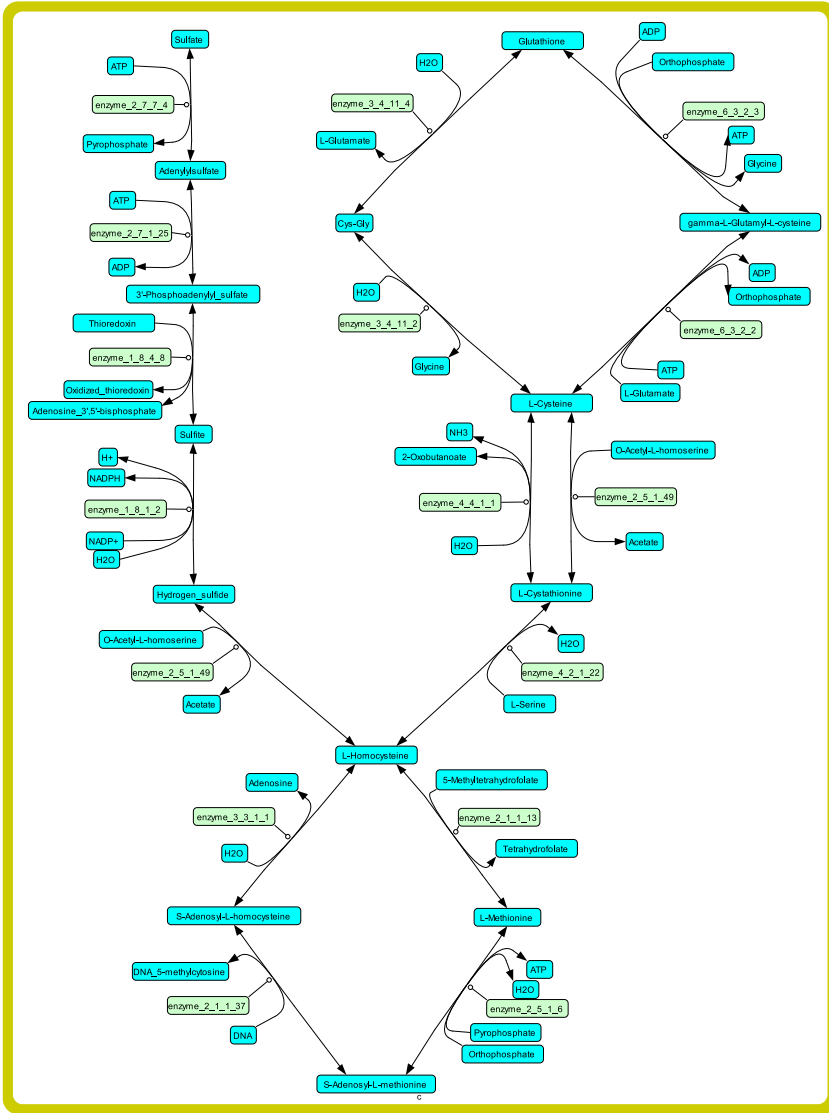 Sulfate
ATP
enzyme_2_7_7_4
Pyrophosphate
Adenylylsulfate
ATP
enzyme_2_7_1_25
ADP
3'-Phosphoadenylyl_sulfate
Thioredoxin
enzyme_1_8_4_8
Oxidized_thioredoxin
Adenosine_3',5'-bisphosphate
Sulfite
H+
NADPH
enzyme_1_8_1_2
NADP+
H2O
Hydrogen_sulfide
O-Acetyl-L-homoserine
enzyme_2_5_1_49
Acetate
Glutathione
H2O
enzyme_3_4_11_4
L-Glutamate
ADP
Orthophosphate
enzyme_6_3_2_3
ATP
Glycine
Cys-Gly
gamma-L-Glutamyl-L-cysteine
H2O
enzyme_3_4_11_2
Glycine
ADP
Orthophosphate
enzyme_6_3_2_2
ATP
L-Glutamate
L-Cysteine
NH3
2-Oxobutanoate
enzyme_4_4_1_1
H2O
O-Acetyl-L-homoserine
enzyme_2_5_1_49
Acetate
L-Cystathionine
H2O
enzyme_4_2_1_22
L-Serine
L-Homocysteine
Adenosine
enzyme_3_3_1_1
H2O
5-Methyltetrahydrofolate
enzyme_2_1_1_13
Tetrahydrofolate
S-Adenosyl-L-homocysteine
L-Methionine
DNA_5-methylcytosine
enzyme_2_1_1_37
DNA
ATP
H2O
enzyme_2_5_1_6
Pyrophosphate
Orthophosphate
S-Adenosyl-L-methionine
c